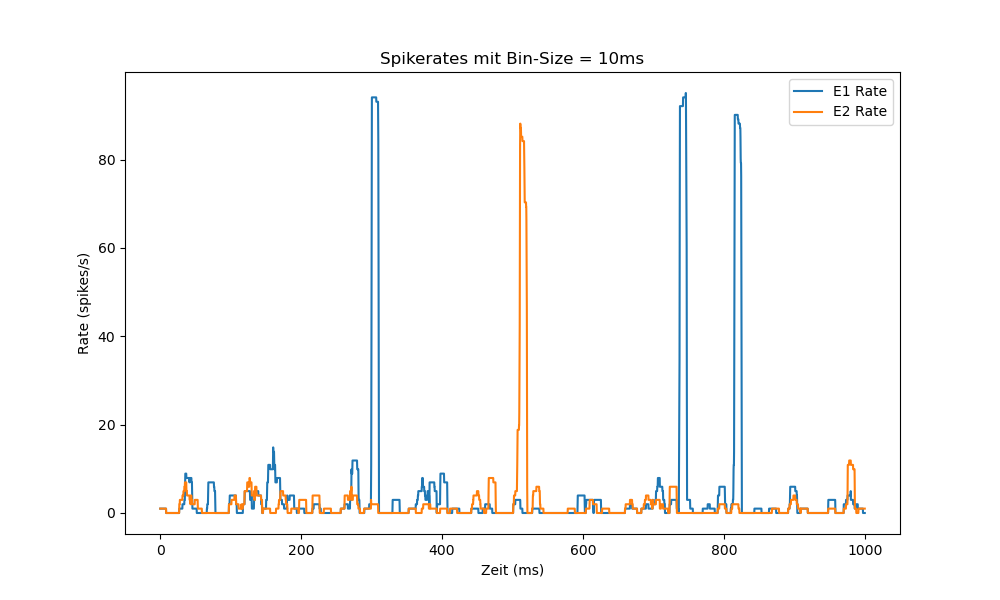 Spikerates mit Bin-Size = 10ms
E1 Rate
E2 Rate
Rate (spikes/s)
80
60
40
20
0
0 200 400 600 800 1000
Zeit (ms)